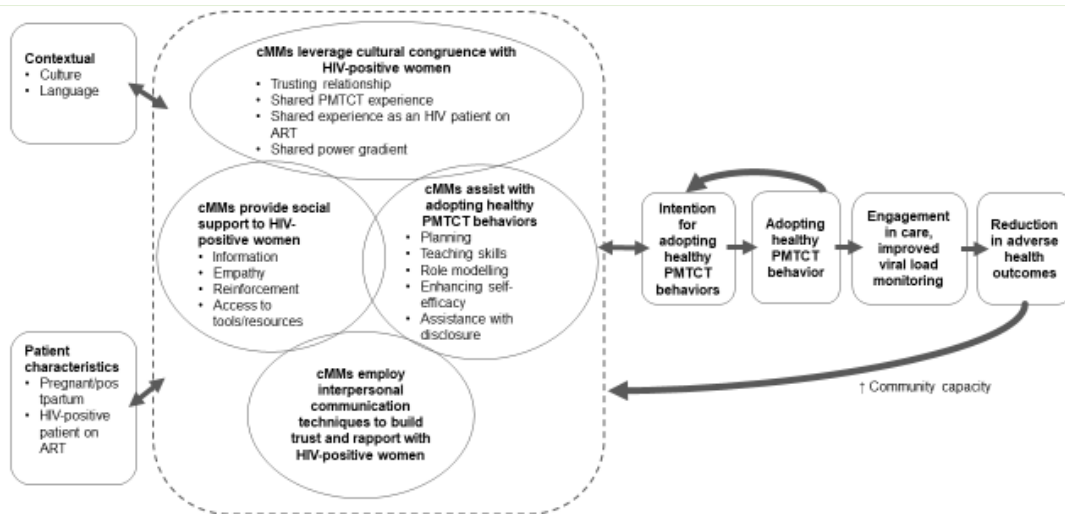 Contextual
• Culture
• Language
Patient
characteristics
• Pregnant/pos
tpartum
• HIV-positive
patient on
ART
cMMs leverage cultural congruence with
HIV-positive women
• Trusting relationship
• Shared PMTCT experience
• Shared experience as an HIV patient on
ART
• Shared power gradient
cMMs provide social
support to HIV-
positive women
• Information
• Empathy
• Reinforcement
• Access to
tools/resources
cMMs assist with
adopting healthy
PMTCT behaviors
• Planning
• Teaching skills
• Role modelling
• Enhancing self-
efficacy
• Assistance with
disclosure
cMMs employ
interpersonal
communication
techniques to build
trust and rapport with
HIV-positive women
Intention
for
adopting
healthy
PMTCT
behaviors
Adopting
healthy
PMTCT
behavior
Engagement
in care,
improved
viral load
monitoring
Reduction
in adverse
health
outcomes
↑ Community capacity